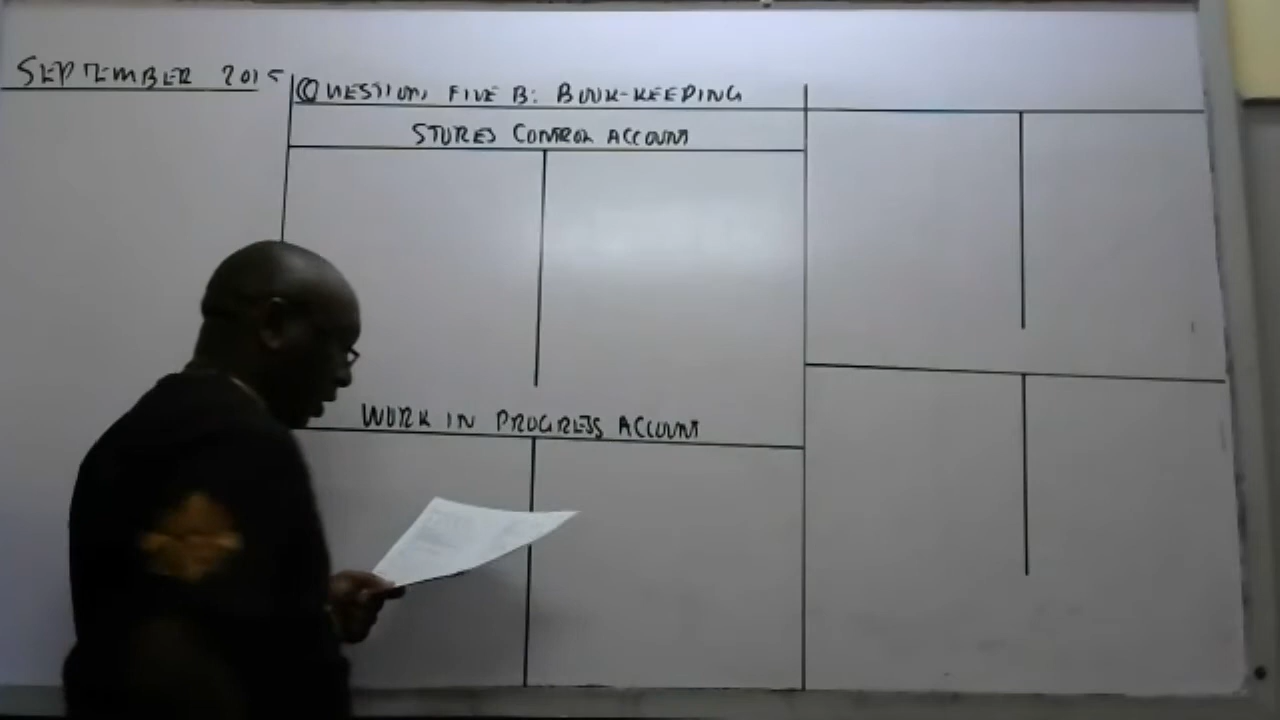 SEPTEMBER 2015
QUESTION FIVE B: BOOK-KEEPING
STORES CONTROL ACCOUNT
WORK IN PROGRESS ACCOUNT